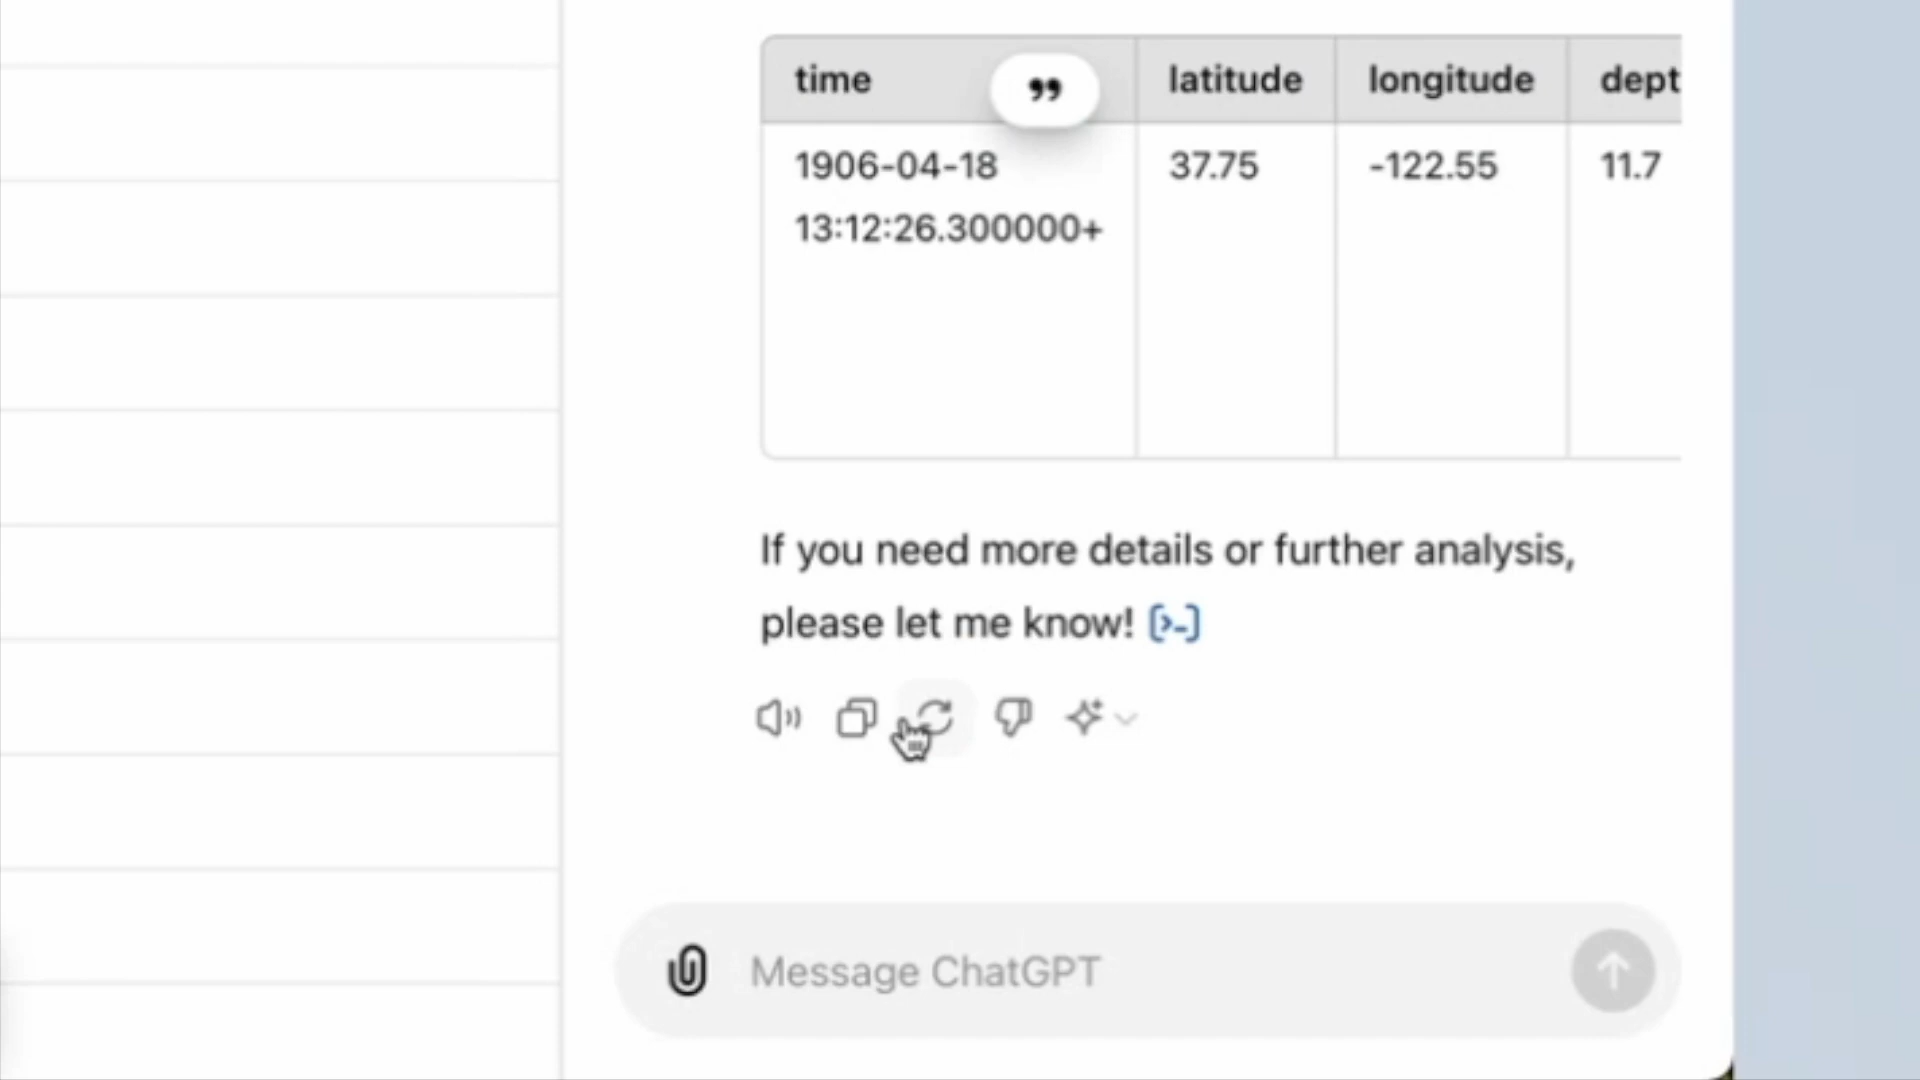 time latitude longitude dept
1906-04-18 37.75 -122.55 11.7
13:12:26.300000+
If you need more details or further analysis,
please let me know! [>_]
Message ChatGPT